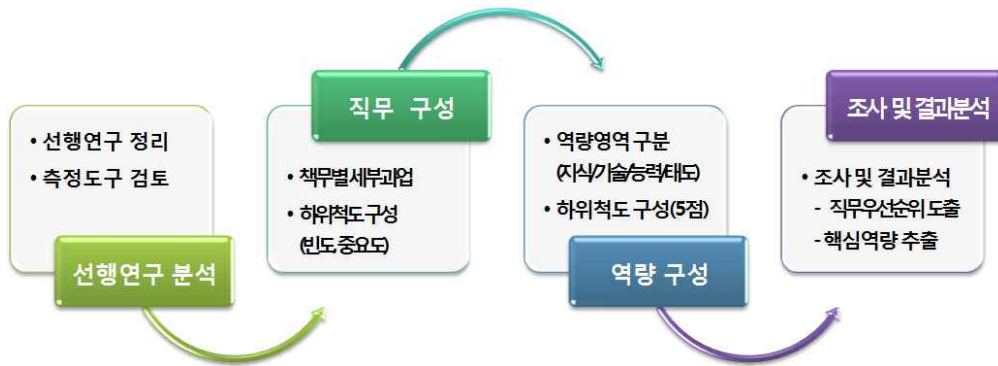 • 선행연구 정리
• 측정도구 검토
선행연구 분석
직무 구성
• 책무별 세부과업
• 하위척도 구성
(빈도, 중요도)
• 역량영역 구분
(지식/기술/능력/태도)
• 하위척도 구성(5점)
역량 구성
조사 및 결과분석
• 조사 및 결과분석
- 직무우선순위 도출
- 핵심역량 추출